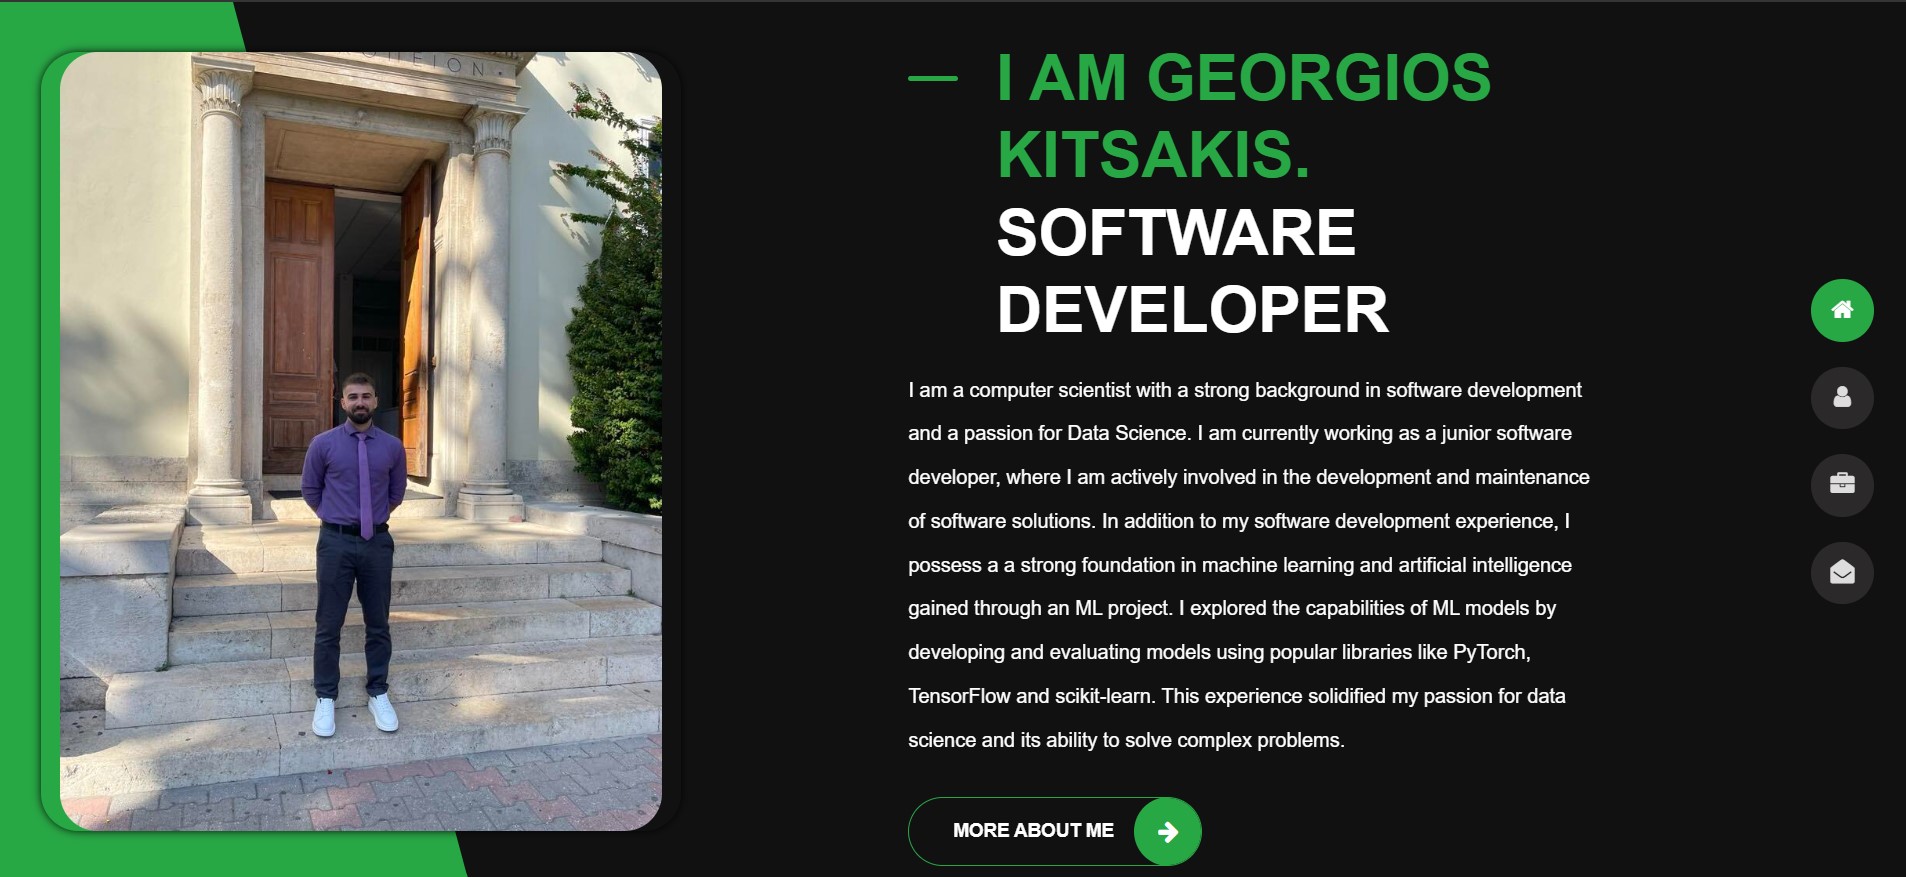 I AM GEORGIOS
KITSAKIS.
SOFTWARE
DEVELOPER
I am a computer scientist with a strong background in software development
and a passion for Data Science. I am currently working as a junior software
developer, where I am actively involved in the development and maintenance
of software solutions. In addition to my software development experience, I
possess a a strong foundation in machine learning and artificial intelligence
gained through an ML project. I explored the capabilities of ML models by
developing and evaluating models using popular libraries like PyTorch,
TensorFlow and scikit-learn. This experience solidified my passion for data
science and its ability to solve complex problems.
MORE ABOUT ME